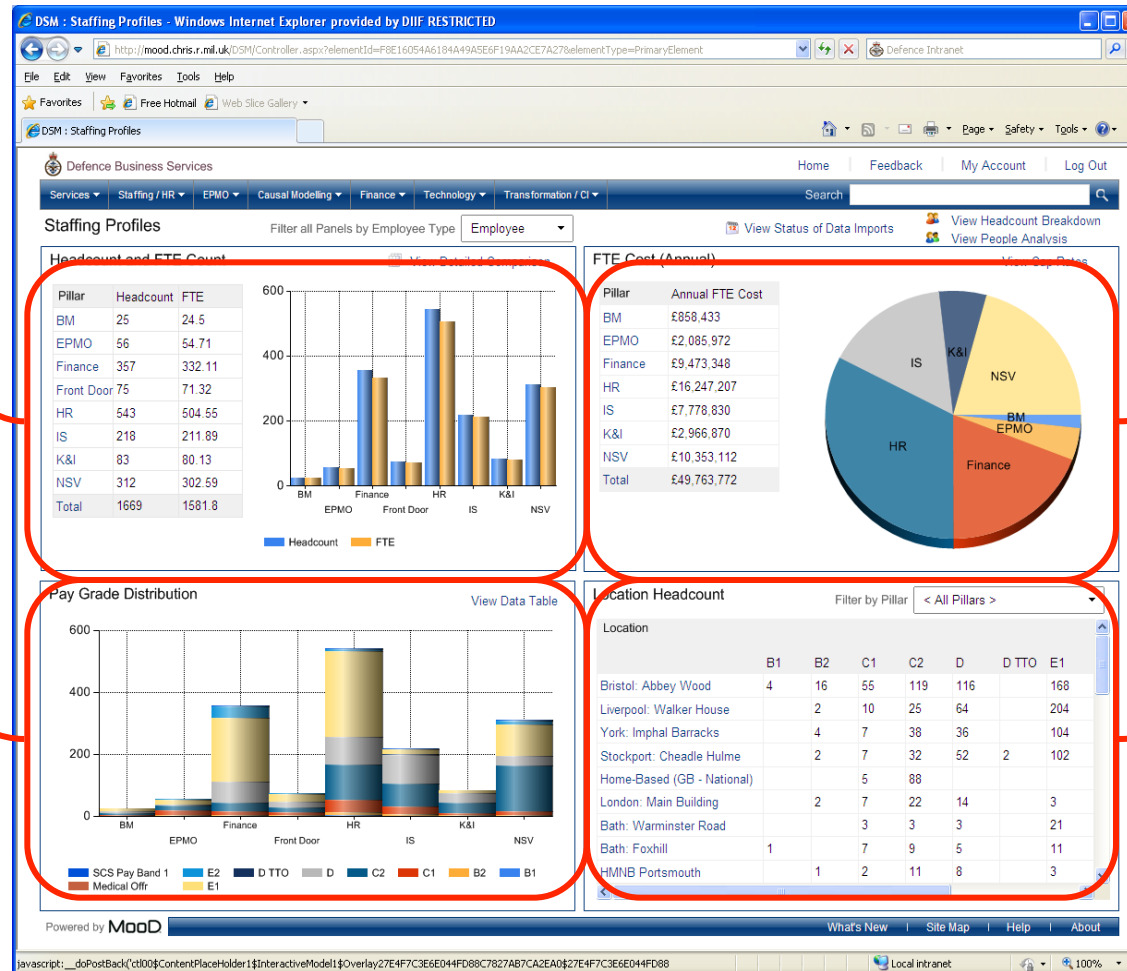 DSM : Staffing Profiles - Windows Internet Explorer provided by DIIF RESTRICTED
http://mood.chris.r.mil.uk/DSM/Controller.aspx?elementId=F8E16054A6184A49A5E6F19AA2CE7A27&elementType=PrimaryElement
Defence Intranet
File Edit View Favorites Tools Help
Favorites Free Hotmail Web Slice Gallery
DSM : Staffing Profiles
Page Safety Tools
Defence Business Services
Home Feedback My Account Log Out
Services Staffing / HR EPMO Causal Modelling Finance Technology Transformation / CI Search
Staffing Profiles
Filter all Panels by Employee Type Employee
View Status of Data Imports
View Headcount Breakdown
View People Analysis
Headcount and FTE Count
View Detailed Comparison
Pillar Headcount FTE
BM 25 24.5
EPMO 56 54.71
Finance 357 332.11
Front Door 75 71.32
HR 543 504.55
IS 218 211.89
K&I 83 80.13
NSV 312 302.59
Total 1669 1581.8
600
400
200
0
BM Finance HR K&I
EPMO Front Door IS NSV
Headcount FTE
FTE Cost (Annual)
View Cap Rates
Pillar Annual FTE Cost
BM £858,433
EPMO £2,085,972
Finance £9,473,348
HR £16,247,207
IS £7,778,830
K&I £2,966,870
NSV £10,353,112
Total £49,763,772
K&I
IS
NSV
BM
EPMO
HR
Finance
Pay Grade Distribution
View Data Table
600
400
200
0
BM Finance HR K&I
EPMO Front Door IS NSV
SCS Pay Band 1 E2 D TTO D C2 C1 B2 B1
Medical Offr E1
Location Headcount
Filter by Pillar < All Pillars >
Location
B1 B2 C1 C2 D D TTO E1
Bristol: Abbey Wood 4 16 55 119 116 168
Liverpool: Walker House 2 10 25 64 204
York: Imphal Barracks 4 7 38 36 104
Stockport: Cheadle Hulme 2 7 32 52 2 102
Home-Based (GB - National) 5 88
London: Main Building 2 7 22 14 3
Bath: Warminster Road 3 3 3 21
Bath: Foxhill 1 7 9 5 11
HMNB Portsmouth 1 2 11 8 3
Powered by MooD
What's New Site Map Help About
javascript:__doPostBack('ctl00$ContentPlaceHolder1$InteractiveModel1$Overlay27E4F7C3E6E044FD88C7827AB7CA2EA0$27E4F7C3E6E044FD88
Local intranet
100%